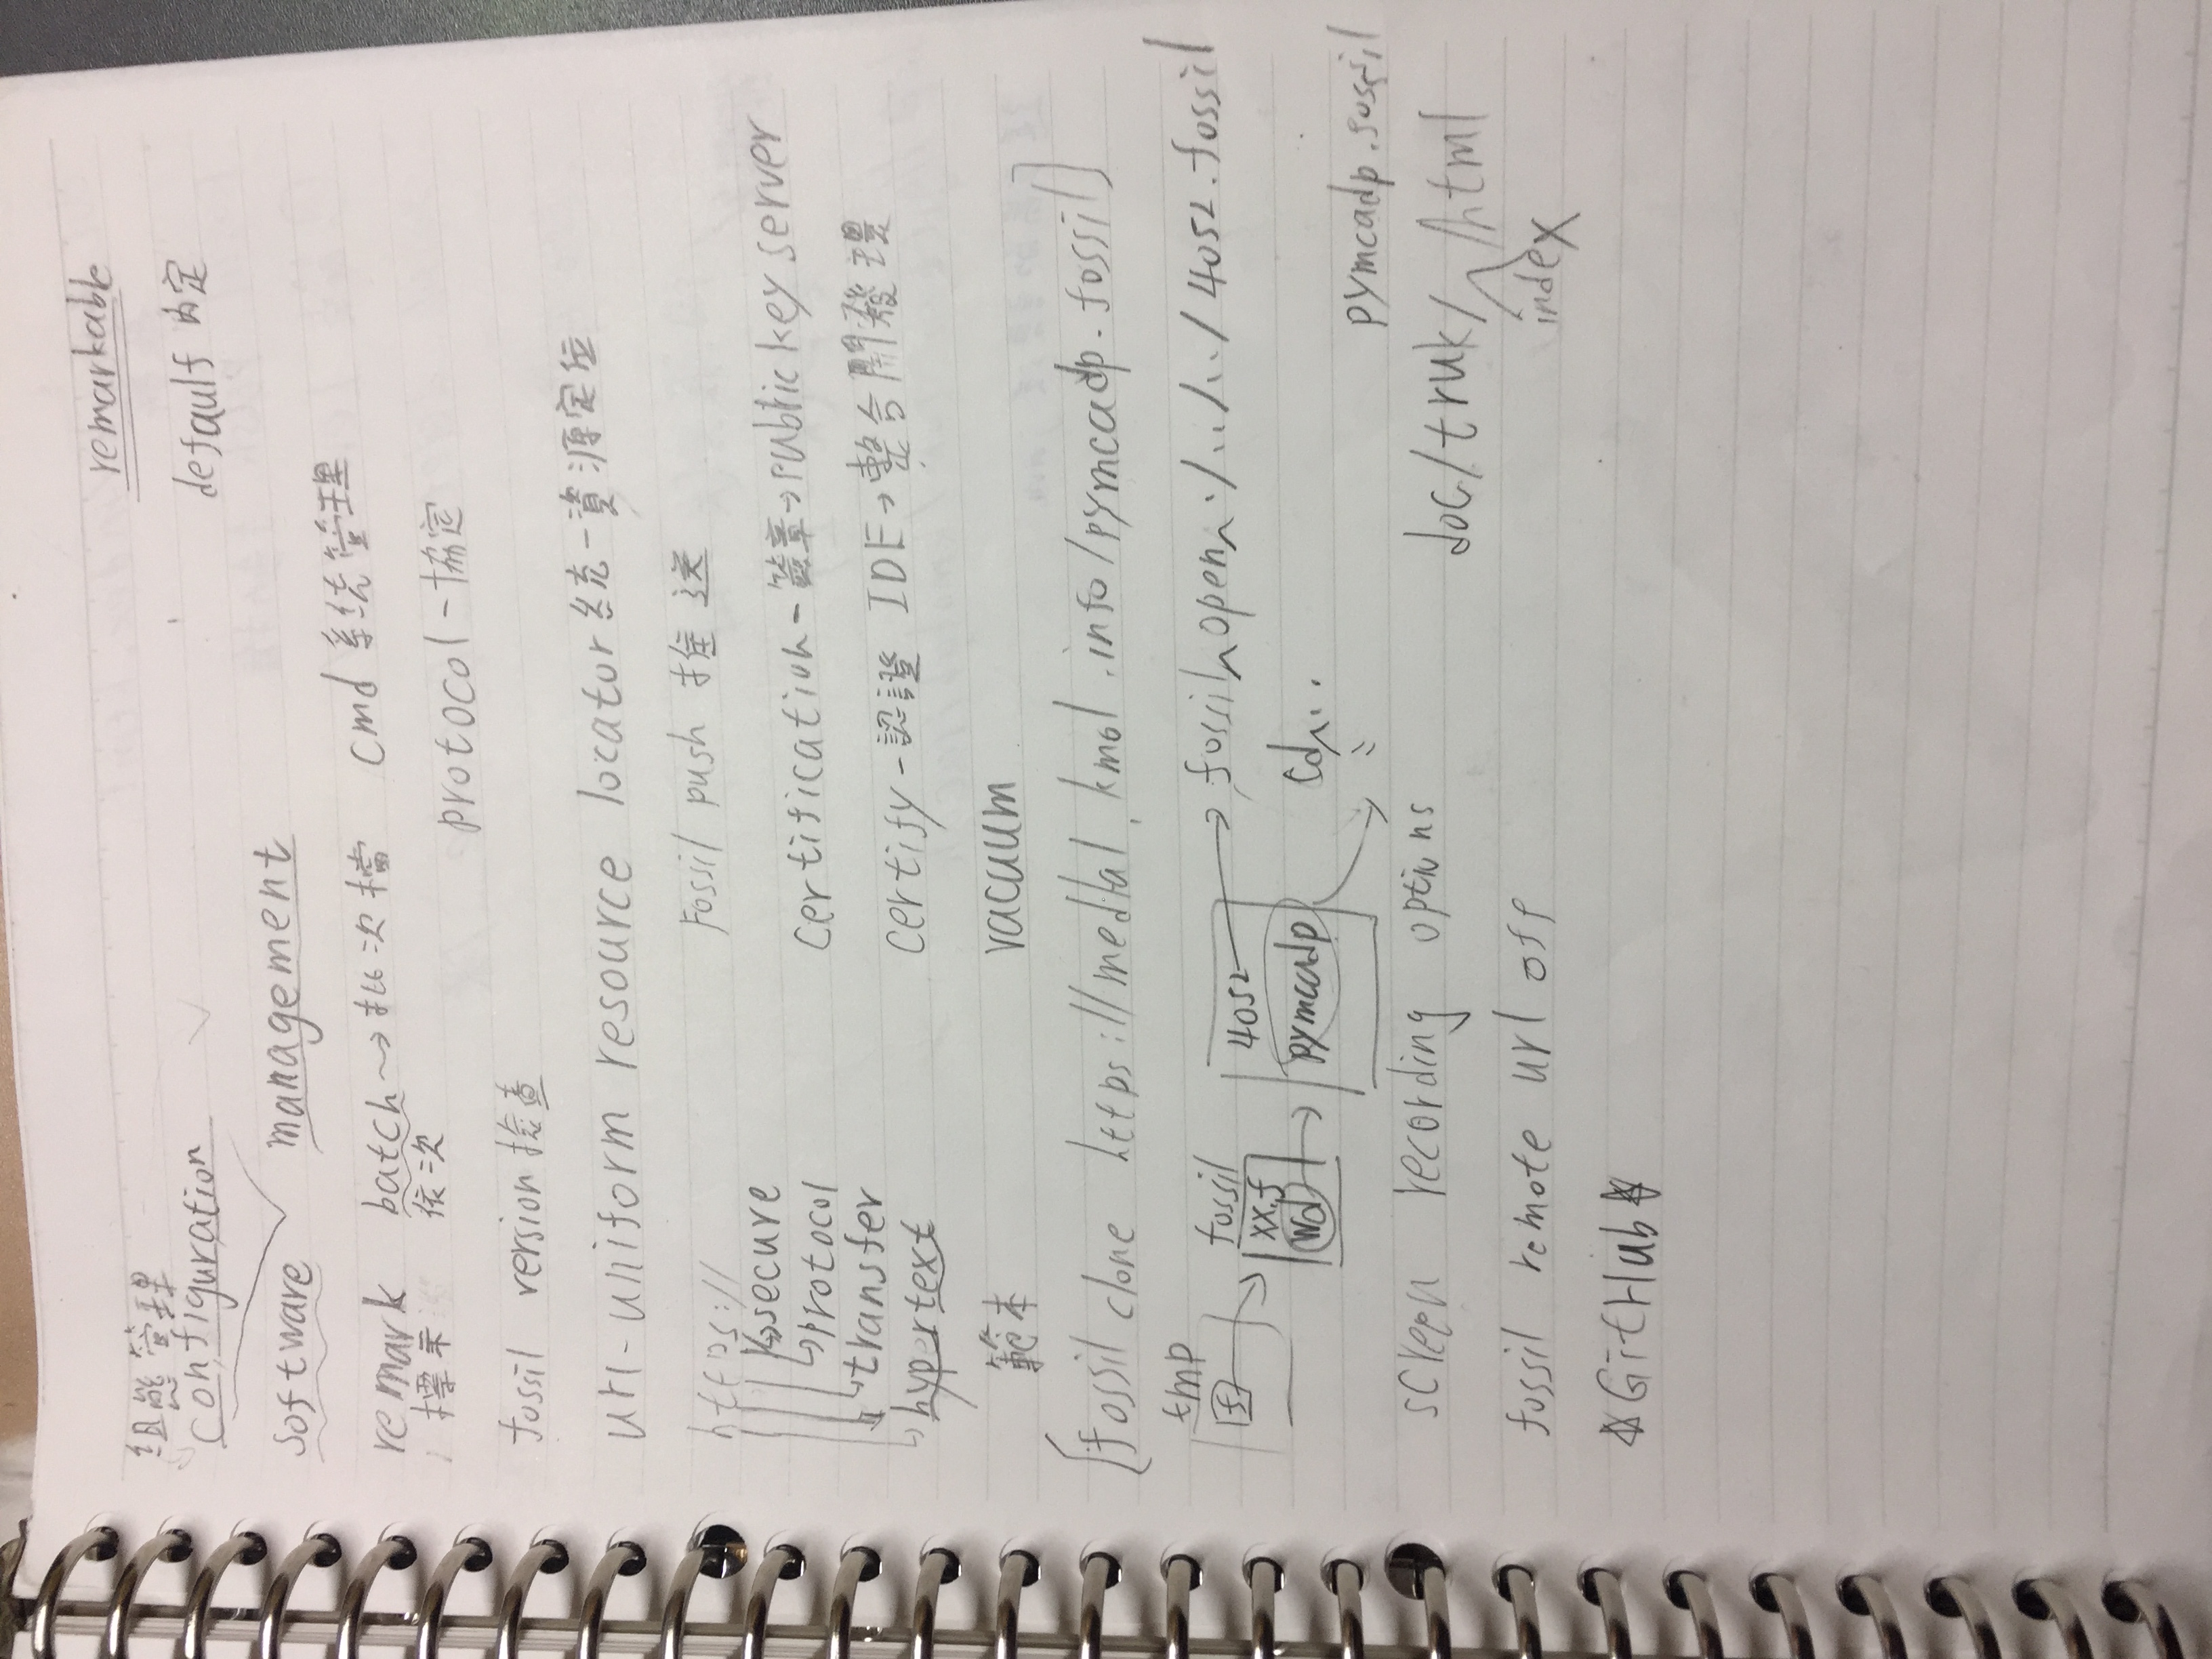 remarkable
組態管理
configuration
default 內定
software management
remark batch → 批次擋 cmd 系統管理
標示 依次
protocol - 協定
fossil version 檢查
url - uniform resource locator 統一資源定位
https://
Fossil push 推送
secure
protocol
certification - 簽章 → public key server
transfer
certify - 認證 IDE → 整合開發環
hypertext
範本 vacuum
[fossil clone https://medlal.kmol.info/pymcadp.fossil]
tmp
f
fossil
xx.f
wd
4052 → fossil^open^./../../4052.fossil
pymcadp
cd^..
pymcadp.fossil
screen recording options
doc/truk/ /html
index
fossil remote url off
☆GitHub☆